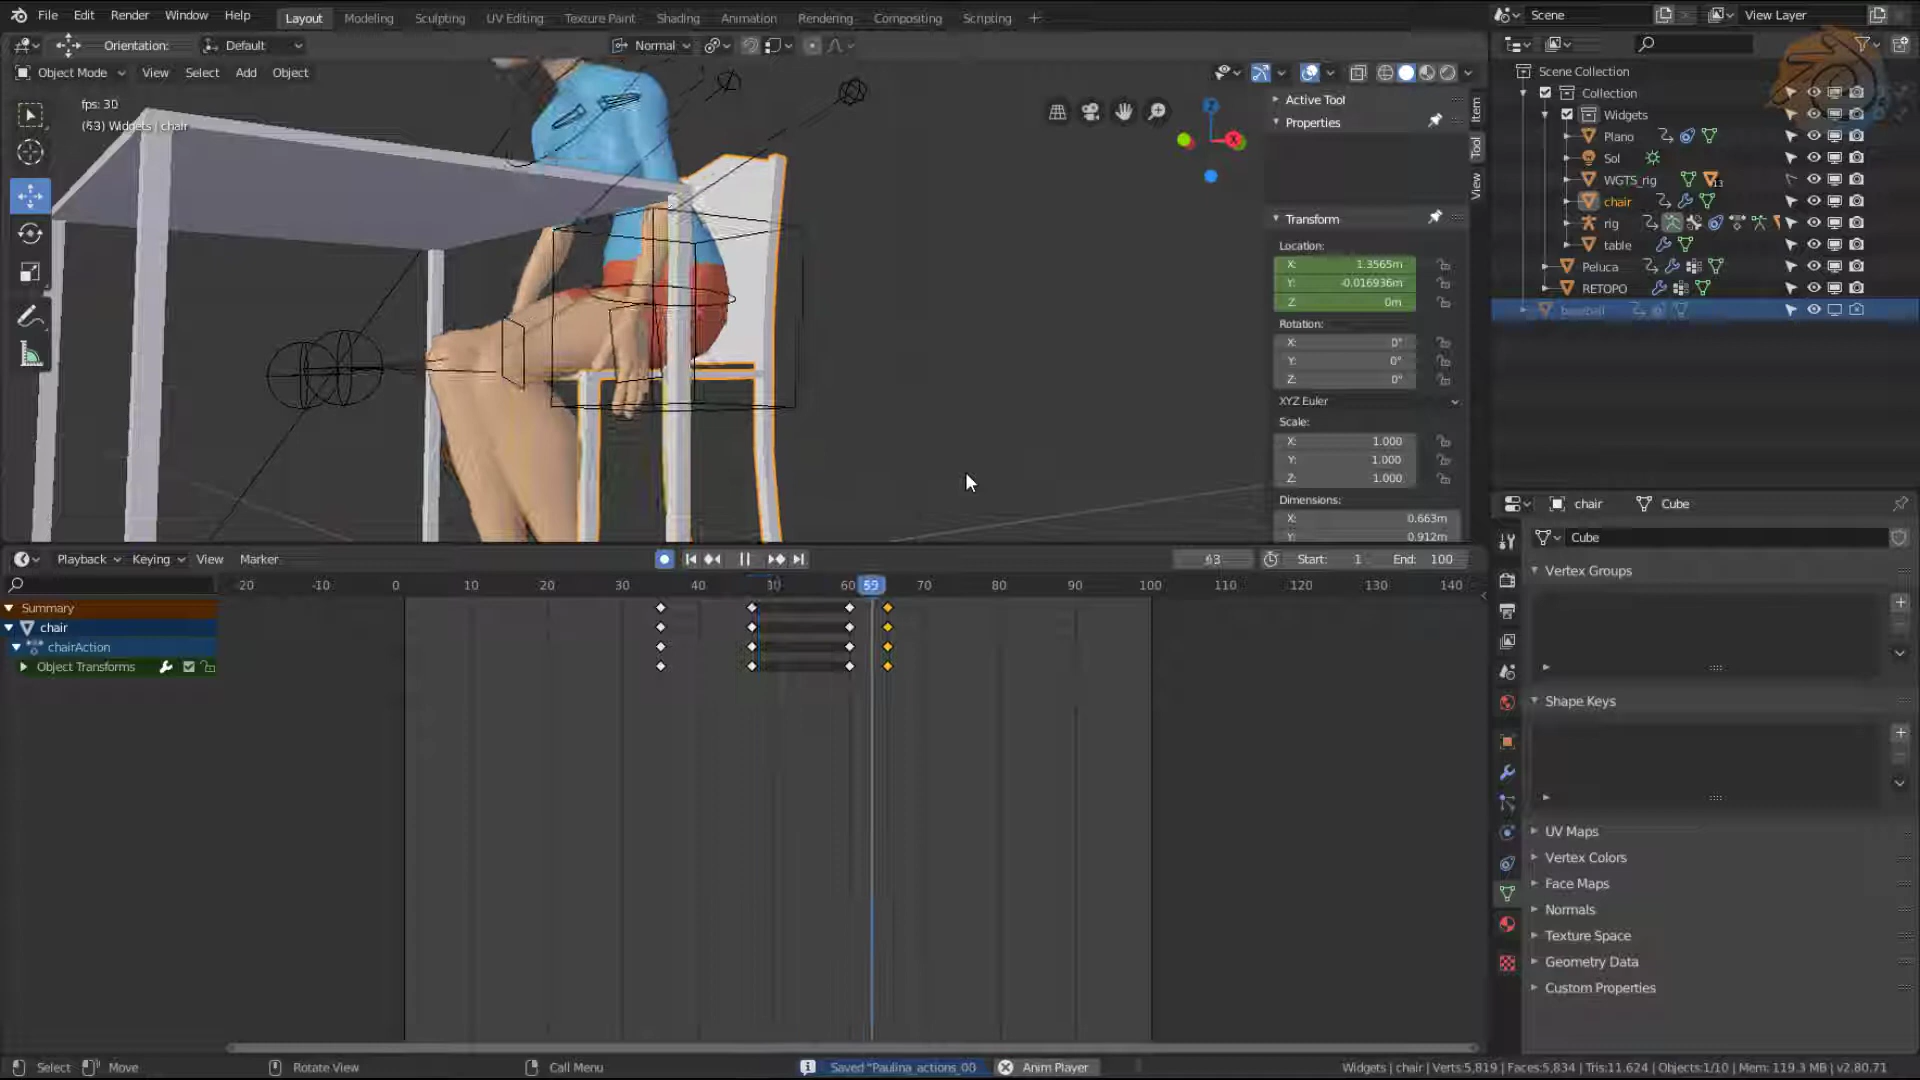 File Edit Render Window Help
Layout Modeling Sculpting UV Editing Texture Paint Shading Animation Rendering Compositing Scripting
Scene
View Layer
Orientation: Default
Normal
Object Mode View Select Add Object
fps: 30
(63) Widgets | chair
Active Tool
Properties
Item
Tool
View
Transform
Location:
X: 1.3565m
Y: -0.016936m
Z 0m
Rotation:
X: 0°
Y: 0°
Z: 0°
XYZ Euler
Scale:
X: 1.000
Y: 1.000
Z: 1.000
Dimensions:
X: 0.663m
Y: 0.912m
Scene Collection
Collection
Widgets
Plano
Sol
WGTS_rig
13
chair
rig
table
Peluca
RETOPO
baseball
chair Cube
Cube
Vertex Groups
Shape Keys
UV Maps
Vertex Colors
Face Maps
Normals
Texture Space
Geometry Data
Custom Properties
Playback Keying View Marker
63
Start: 1
End: 100
-20 -10 0 10 20 30 40 60 59 70 80 90 100 110 120 130 140
Summary
chair
chairAction
Object Transforms
Select Move Rotate View Call Menu
Saved "Paulina_actions_00
Anim Player
Widgets | chair | Verts:5,819 | Faces:5,834 | Tris:11.624 | Objects:1/10 | Mem: 119.3 MB | v2.80.71